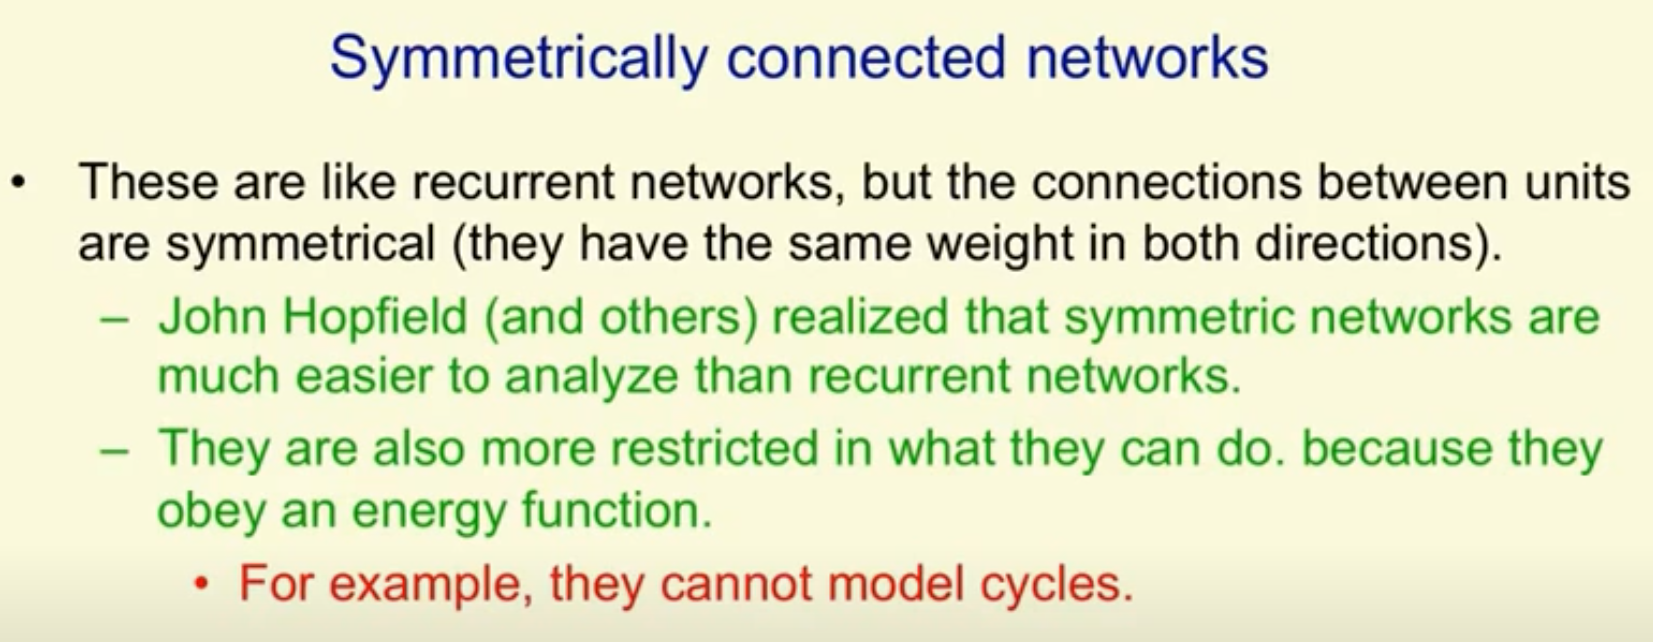 Symmetrically connected networks
• These are like recurrent networks, but the connections between units
are symmetrical (they have the same weight in both directions).
– John Hopfield (and others) realized that symmetric networks are
much easier to analyze than recurrent networks.
– They are also more restricted in what they can do. because they
obey an energy function.
• For example, they cannot model cycles.